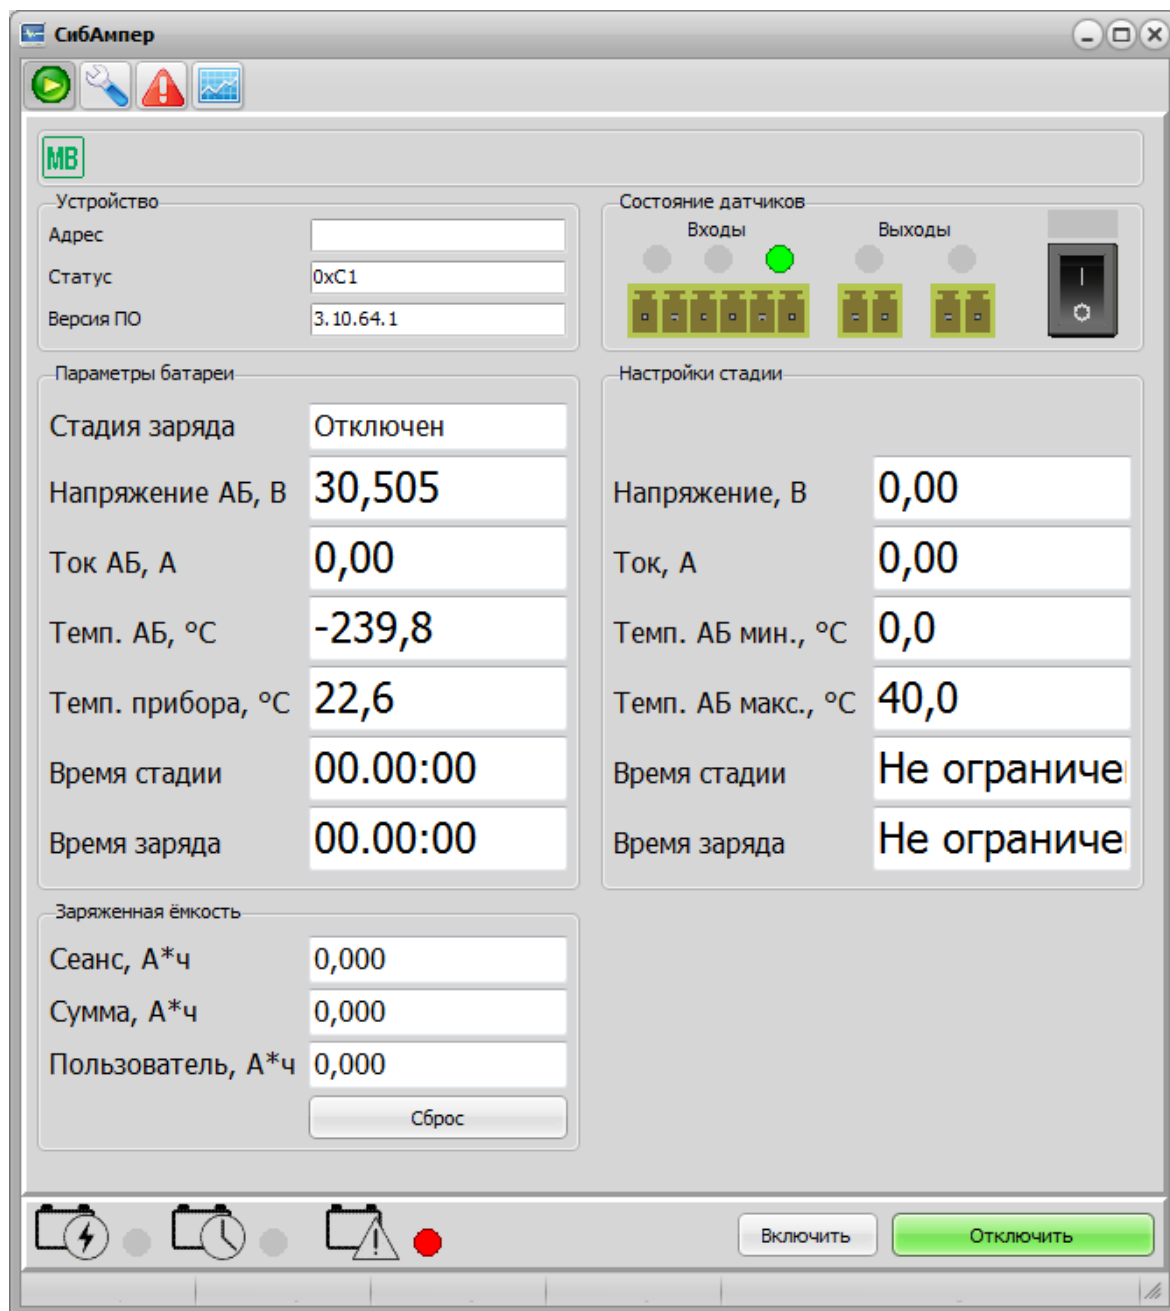 СибАмпер
MB
Устройство
Адрес
Статус 0xC1
Версия ПО 3.10.64.1
Состояние датчиков
Входы Выходы
Параметры батареи
Стадия заряда Отключен
Напряжение АБ, В 30,505
Ток АБ, А 0,00
Темп. АБ, °C -239,8
Темп. прибора, °C 22,6
Время стадии 00.00:00
Время заряда 00.00:00
Настройки стадии
Напряжение, В 0,00
Ток, А 0,00
Темп. АБ мин., °C 0,0
Темп. АБ макс., °C 40,0
Время стадии Не ограниче
Время заряда Не ограниче
Заряженная ёмкость
Сеанс, А*ч 0,000
Сумма, А*ч 0,000
Пользователь, А*ч 0,000
Сброс
Включить Отключить